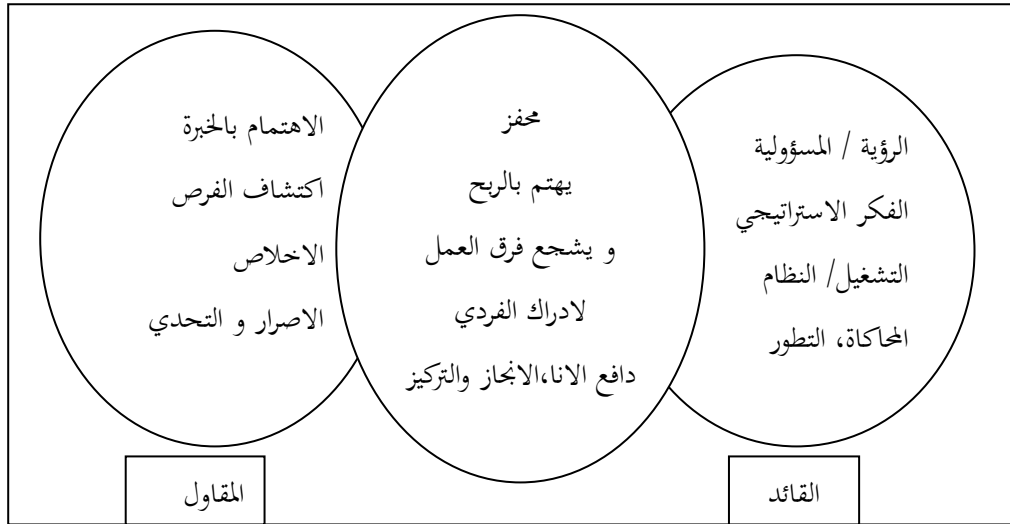 الرؤية / المسؤولية
الفكر الاستراتيجي
التشغيل/ النظام
المحاكاة، التطور
القائد
محفز
يهتم بالربح
و يشجع فرق العمل
لادراك الفردي
دافع الانا،الانجاز والتركيز
الاهتمام بالخبرة
اكتشاف الفرص
الاخلاص
الاصرار و التحدي
المقاول